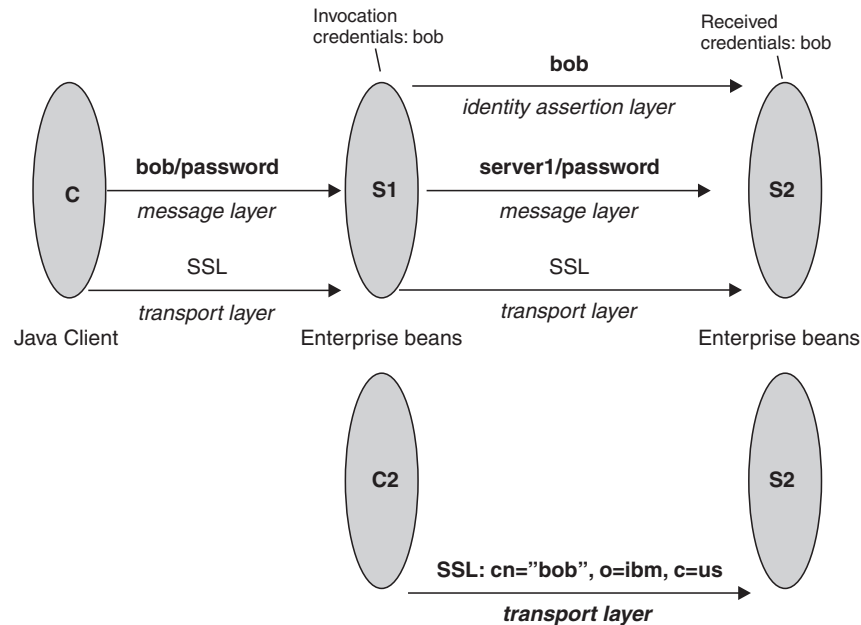 Invocation
credentials: bob
Received
credentials: bob
bob
identity assertion layer
C
bob/password
message layer
S1
server1/password
message layer
S2
SSL
transport layer
SSL
transport layer
Java Client
Enterprise beans
Enterprise beans
C2
S2
SSL: cn=”bob”, o=ibm, c=us
transport layer